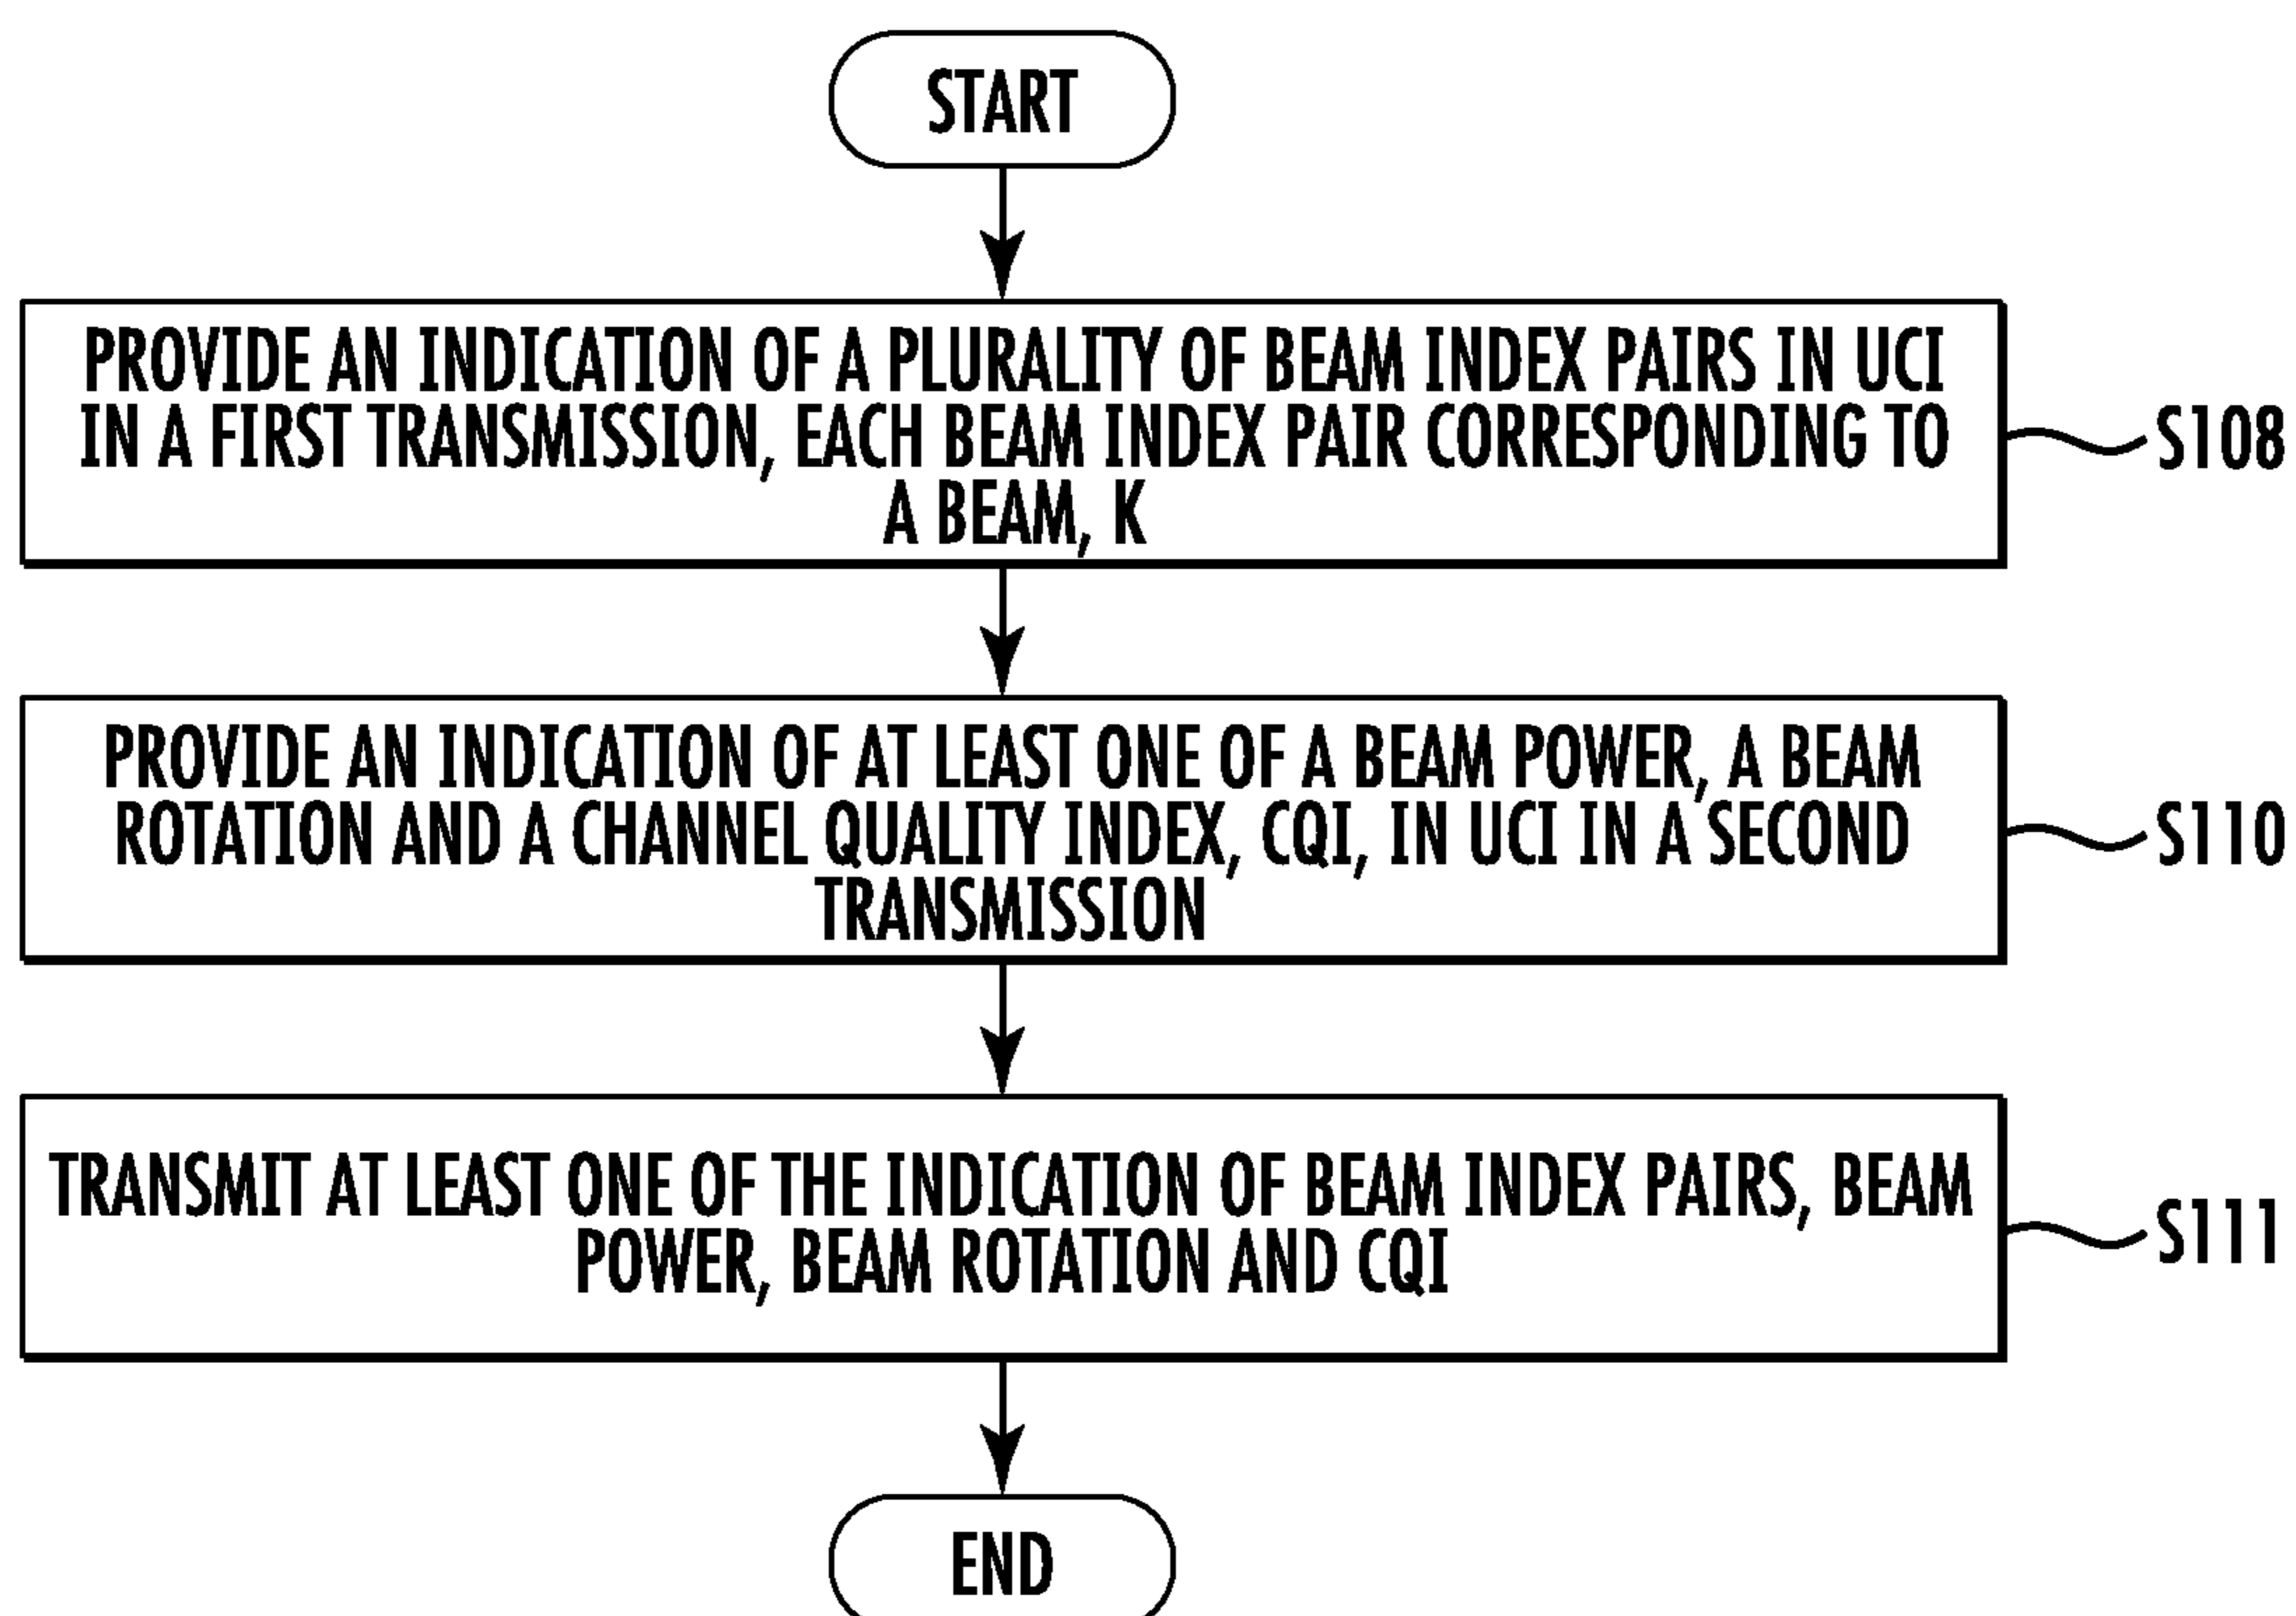 START
PROVIDE AN INDICATION OF A PLURALITY OF BEAM INDEX PAIRS IN UCI
IN A FIRST TRANSMISSION, EACH BEAM INDEX PAIR CORRESPONDING TO
A BEAM, K
S108
PROVIDE AN INDICATION OF AT LEAST ONE OF A BEAM POWER, A BEAM
ROTATION AND A CHANNEL QUALITY INDEX, CQI, IN UCI IN A SECOND
TRANSMISSION
S110
TRANSMIT AT LEAST ONE OF THE INDICATION OF BEAM INDEX PAIRS, BEAM
POWER, BEAM ROTATION AND CQI
S111
END